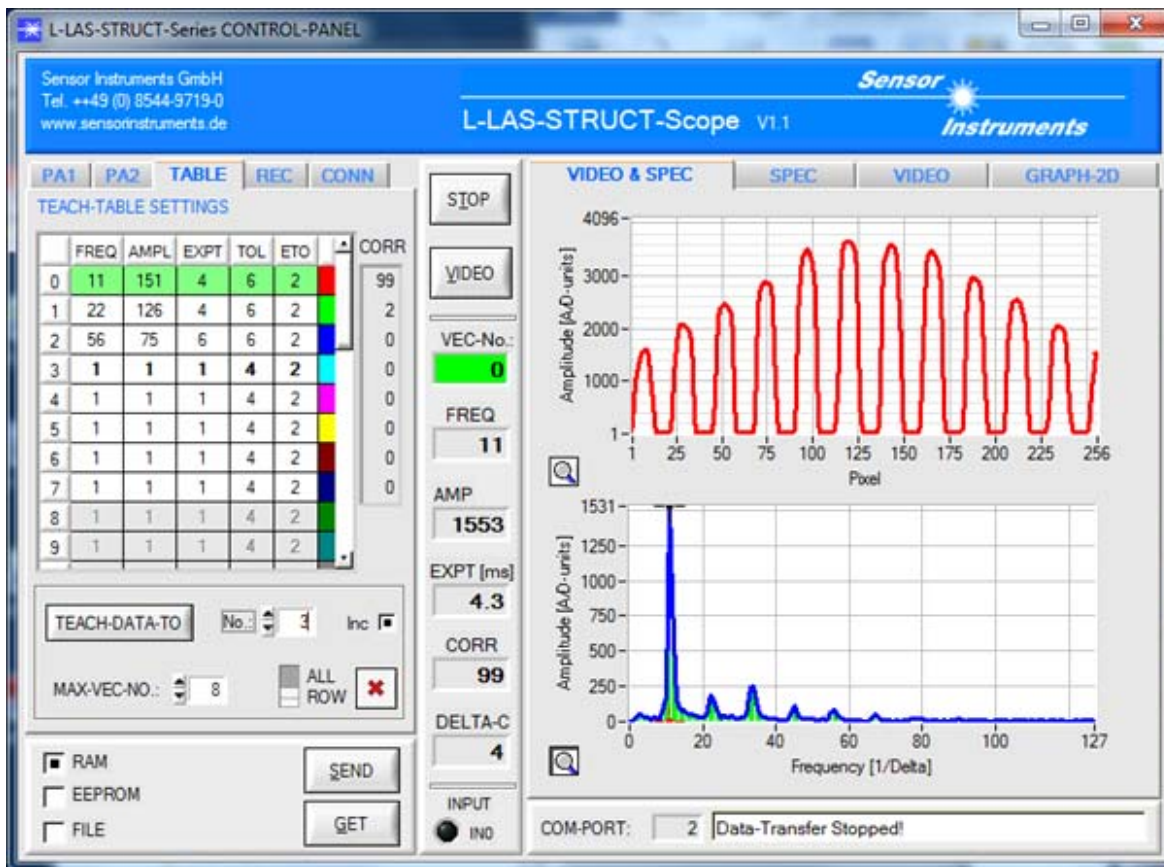 L-LAS-STRUCT-Series CONTROL-PANEL
Sensor Instruments GmbH
Tel. ++49 (0) 8544-9719-0
www.sensorinstruments.de
L-LAS-STRUCT-Scope V1.1
Sensor
Instruments
PA1 PA2 TABLE REC CONN
TEACH-TABLE SETTINGS
FREQ AMPL EXPT TOL ETO CORR
0 11 151 4 6 2 99
1 22 126 4 6 2 2
2 56 75 6 6 2 0
3 1 1 1 4 2 0
4 1 1 1 4 2 0
5 1 1 1 4 2 0
6 1 1 1 4 2 0
7 1 1 1 4 2 0
8 1 1 1 4 2
9 1 1 1 4 2
TEACH-DATA-TO No.: 3 Inc
MAX-VEC-NO.: 8 ALL
ROW
RAM
EEPROM
FILE
SEND
GET
STOP
VIDEO
VEC-No.:
0
FREQ
11
AMP
1553
EXPT [ms]
4.3
CORR
99
DELTA-C
4
INPUT
IN0
VIDEO & SPEC SPEC VIDEO GRAPH-2D
Amplitude [A/D-units]
4096
3000
2000
1000
1
1 25 50 75 100 125 150 175 200 225 256
Pixel
Amplitude [A/D-units]
1531
1250
1000
750
500
250
0
0 20 40 60 80 100 127
Frequency [1/Delta]
COM-PORT: 2 Data-Transfer Stopped!